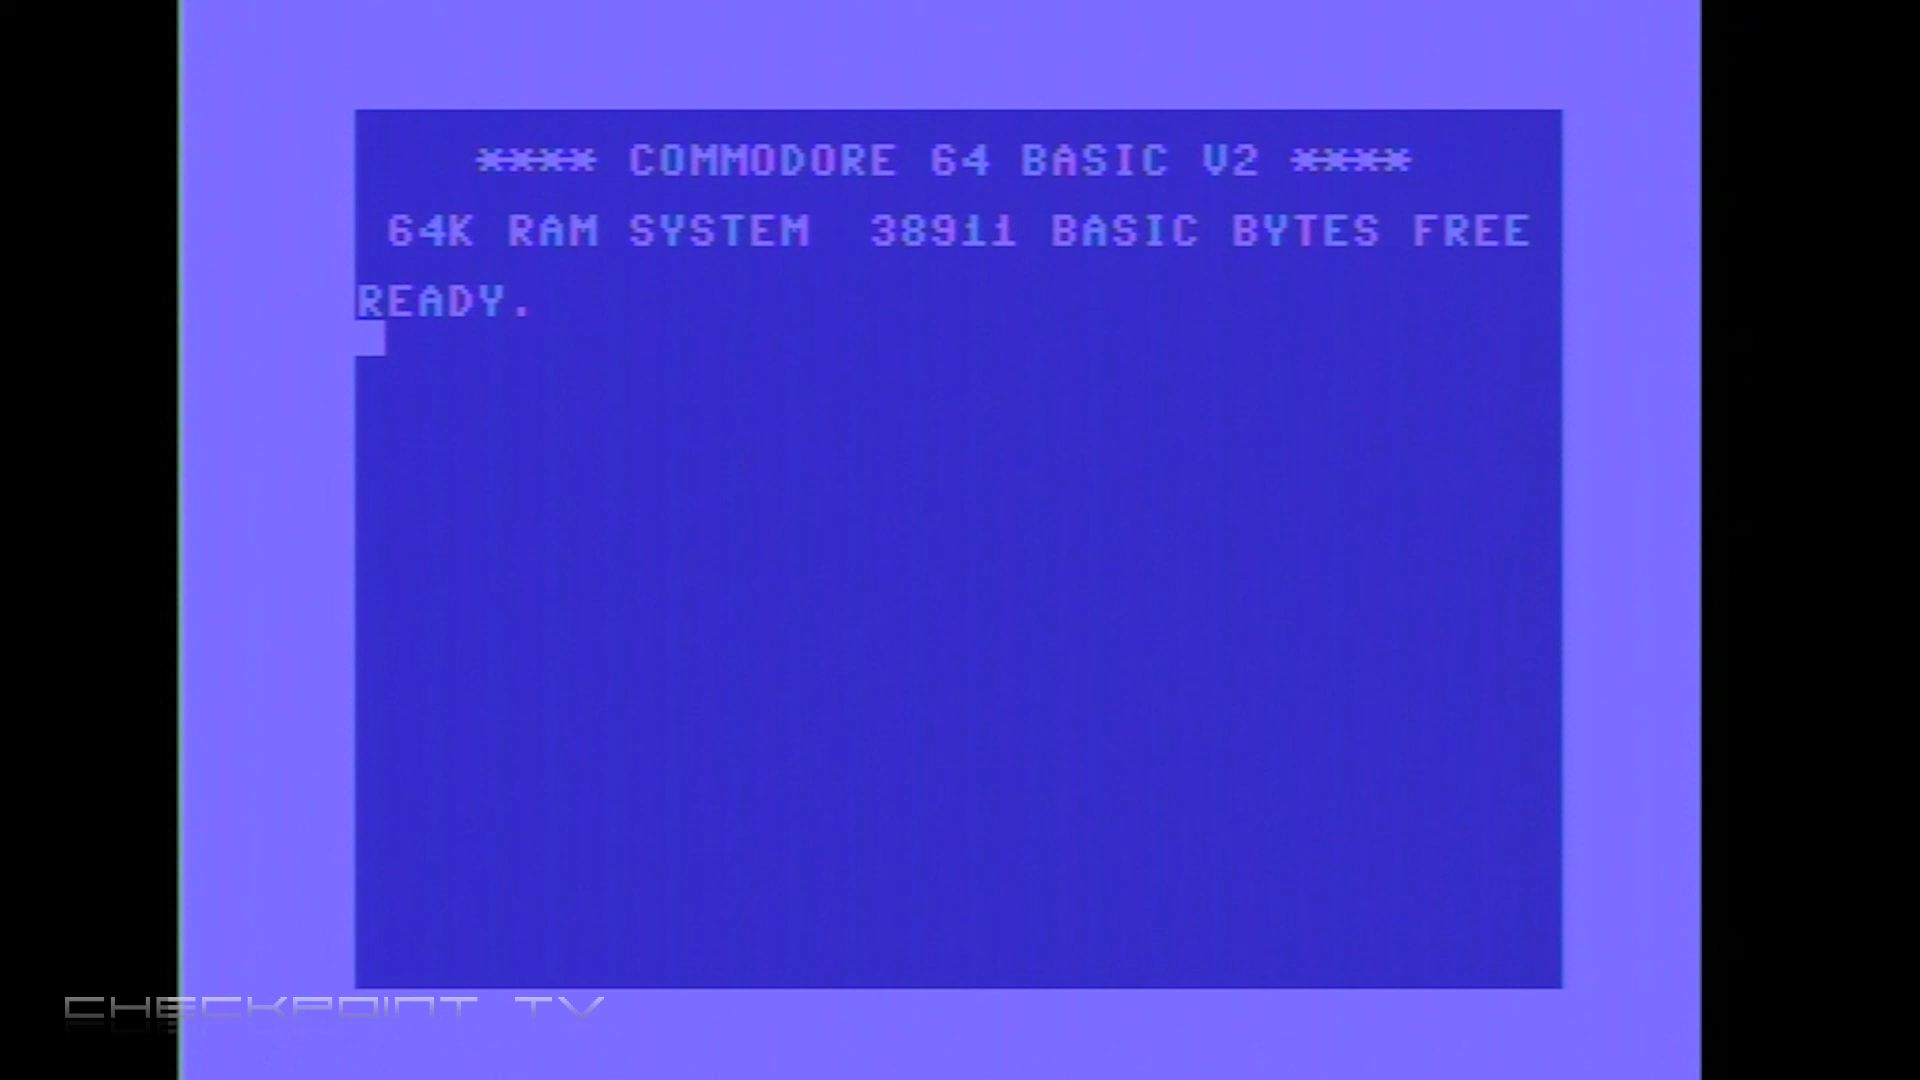 **** COMMODORE 64 BASIC V2 ****
64K RAM SYSTEM  38911 BASIC BYTES FREE
READY.
CHECKPOINT TV